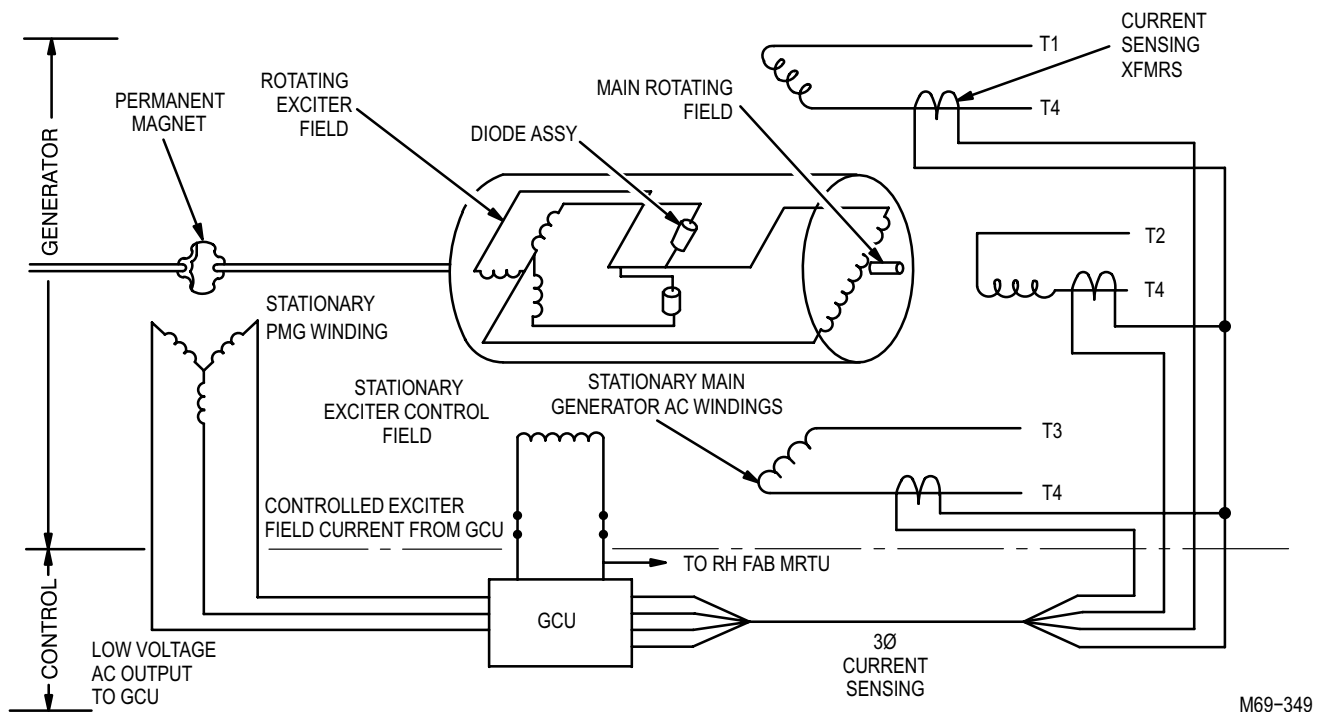 GENERATOR
PERMANENT
MAGNET
ROTATING
EXCITER
FIELD
DIODE ASSY
MAIN ROTATING
FIELD
T1
CURRENT
SENSING
XFMRS
T4
T2
T4
STATIONARY
PMG WINDING
STATIONARY
EXCITER CONTROL
FIELD
STATIONARY MAIN
GENERATOR AC WINDINGS
T3
T4
CONTROLLED EXCITER
FIELD CURRENT FROM GCU
TO RH FAB MRTU
CONTROL
LOW VOLTAGE
AC OUTPUT
TO GCU
GCU
3Ø
CURRENT
SENSING
M69-349